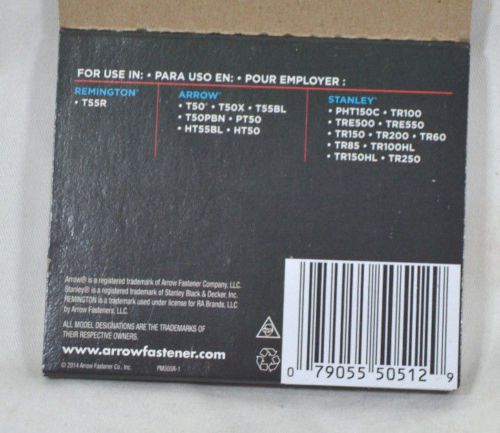 FOR USE IN: • PARA USO EN: • POUR EMPLOYER :
REMINGTON®
• T55R
ARROW®
• T50® • T50X • T55BL
• T50PBN • PT50
• HT55BL • HT50
STANLEY®
• PHT150C • TR100
• TRE500 • TRE550
• TR150 • TR200 • TR60
• TR85 • TR100HL
• TR150HL • TR250
Arrow® is a registered trademark of Arrow Fastener Company, LLC.
Stanley® is a registered trademark of Stanley Black & Decker, Inc.
REMINGTON is a trademark used under license for RA Brands, LLC
by Arrow Fasteners, LLC.
ALL MODEL DESIGNATIONS ARE THE TRADEMARKS OF
THEIR RESPECTIVE OWNERS.
www.arrowfastener.com
© 2014 Arrow Fastener Co., Inc. PM505R-1
0 79055 50512 9